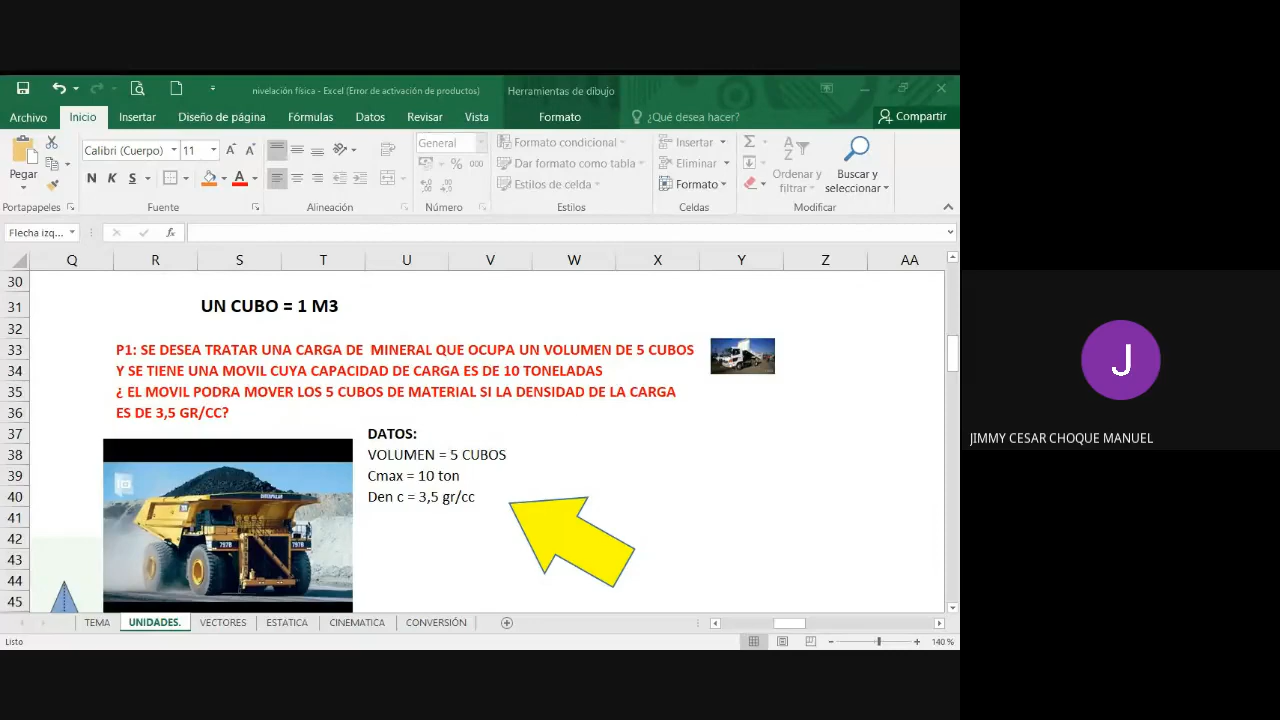 nivelación física - Excel (Error de activación de productos)
Herramientas de dibujo
Archivo
Inicio
Insertar
Diseño de página
Fórmulas
Datos
Revisar
Vista
Formato
¿Qué desea hacer?
Compartir
Pegar
Calibri (Cuerpo)
11
N K S
General
% 000
Formato condicional
Dar formato como tabla
Estilos de celda
Insertar
Eliminar
Formato
Ordenar y filtrar
Buscar y seleccionar
Portapapeles
Fuente
Alineación
Número
Estilos
Celdas
Modificar
Flecha izq...
fx
Q R S T U V W X Y Z AA
30
31
32
33
34
35
36
37
38
39
40
41
42
43
44
45
UN CUBO = 1 M3
P1: SE DESEA TRATAR UNA CARGA DE MINERAL QUE OCUPA UN VOLUMEN DE 5 CUBOS
Y SE TIENE UNA MOVIL CUYA CAPACIDAD DE CARGA ES DE 10 TONELADAS
¿ EL MOVIL PODRA MOVER LOS 5 CUBOS DE MATERIAL SI LA DENSIDAD DE LA CARGA
ES DE 3,5 GR/CC?
DATOS:
VOLUMEN = 5 CUBOS
Cmax = 10 ton
Den c = 3,5 gr/cc
797B
797B
TEMA
UNIDADES.
VECTORES
ESTATICA
CINEMATICA
CONVERSIÓN
Listo
140 %
J
JIMMY CESAR CHOQUE MANUEL